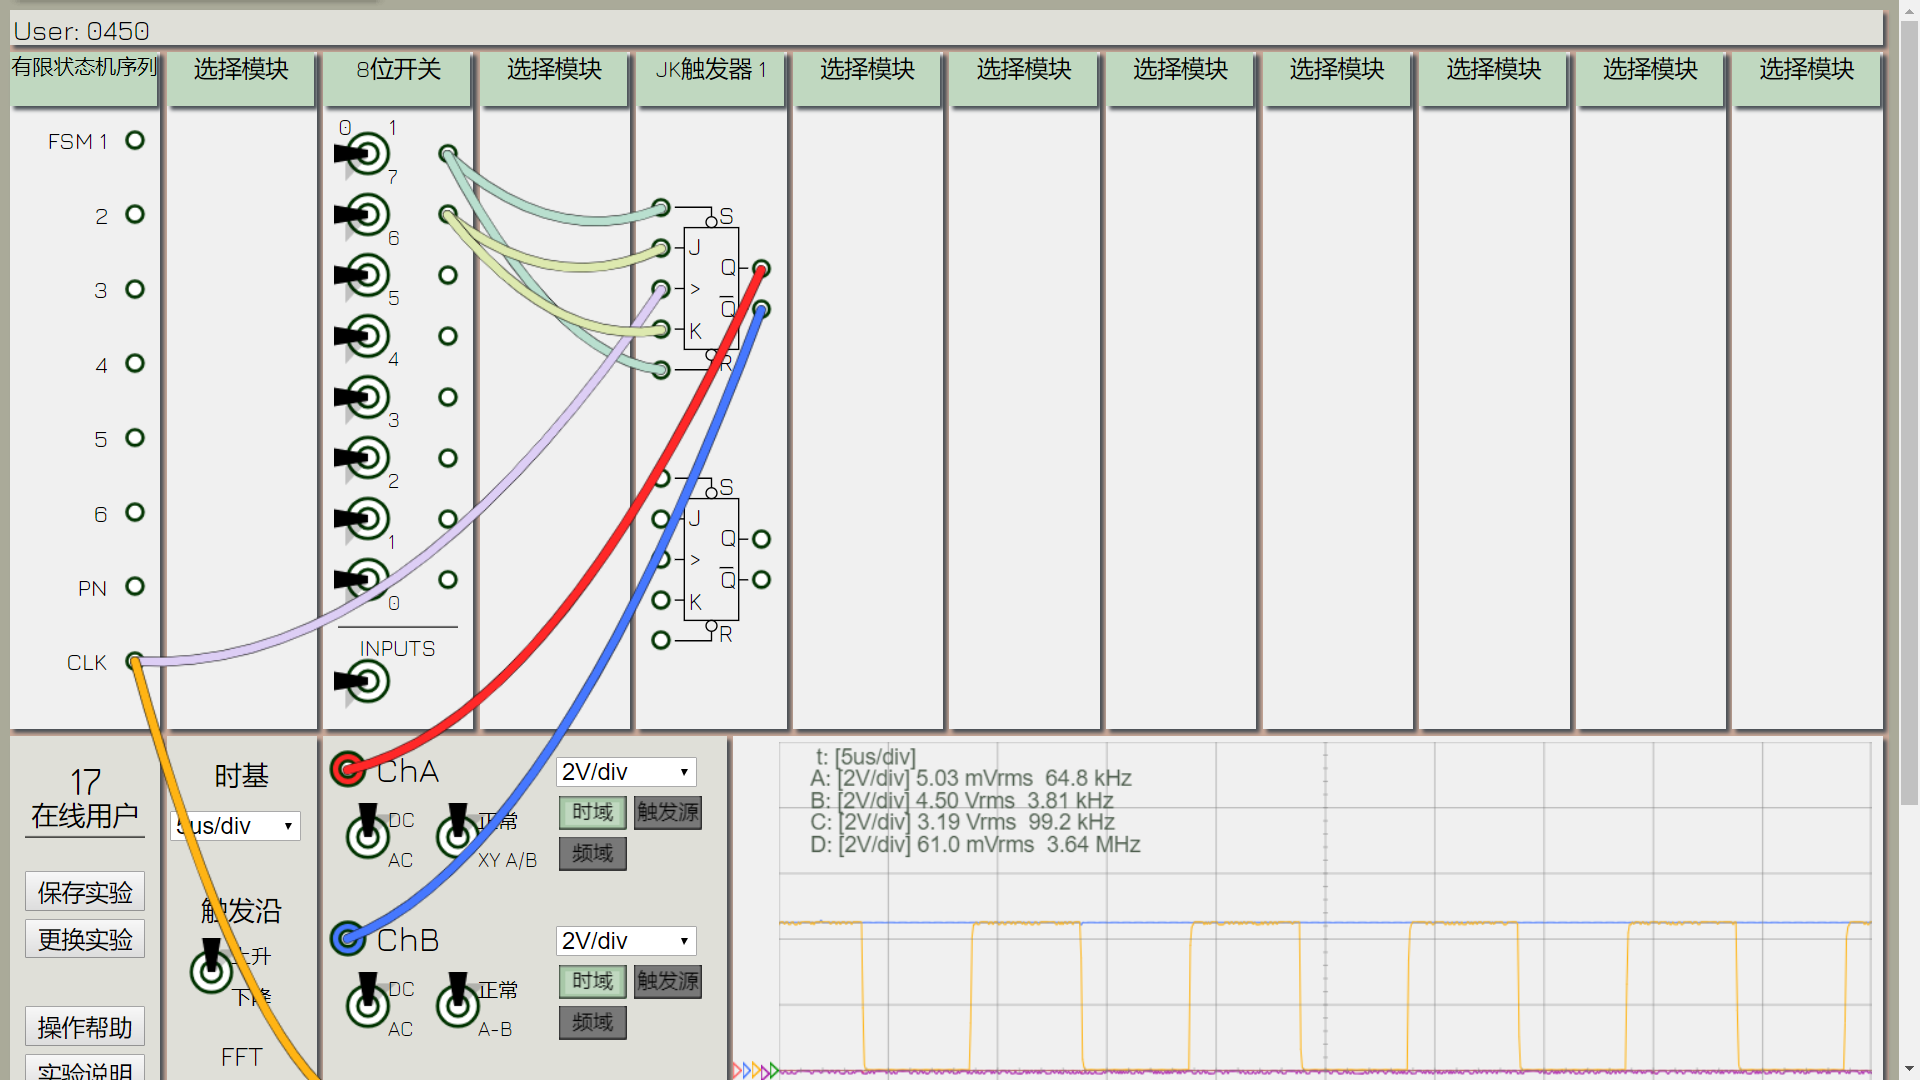 User: 0450
有限状态机序列
选择模块
8位开关
选择模块
JK触发器 1
选择模块
选择模块
选择模块
选择模块
选择模块
选择模块
选择模块
FSM 1
2
3
4
5
6
PN
CLK
0 1
7
6
5
4
3
2
1
0
INPUTS
S
J
Q
>
Q
K
R
S
J
Q
>
Q
K
R
17
在线用户
保存实验
更换实验
操作帮助
实验说明
时基
5us/div
触发沿
上升
下降
FFT
ChA
2V/div
DC
AC
正常
XY A/B
时域
触发源
频域
ChB
2V/div
DC
AC
正常
A-B
时域
触发源
频域
t: [5us/div]
A: [2V/div] 5.03 mVrms 64.8 kHz
B: [2V/div] 4.50 Vrms 3.81 kHz
C: [2V/div] 3.19 Vrms 99.2 kHz
D: [2V/div] 61.0 mVrms 3.64 MHz